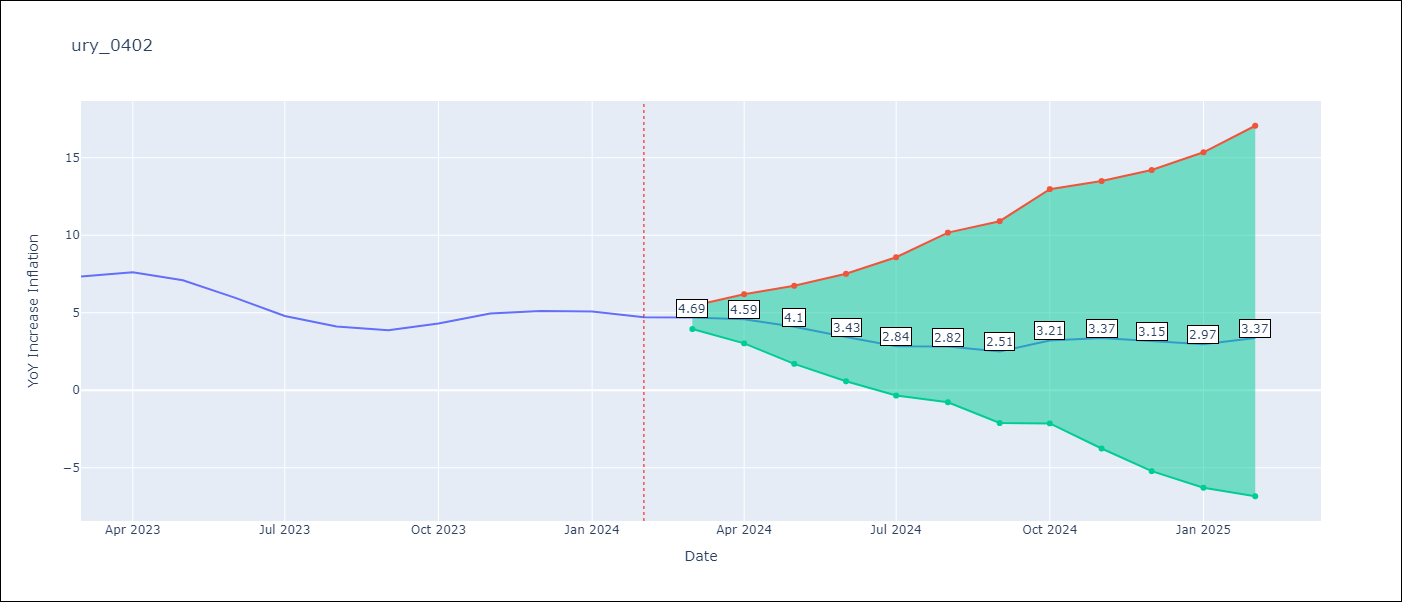 ury_0402
YoY Increase Inflation
15
10
5
0
−5
4.69
4.59
4.1
3.43
2.84
2.82
2.51
3.21
3.37
3.15
2.97
3.37
Apr 2023
Jul 2023
Oct 2023
Jan 2024
Apr 2024
Jul 2024
Oct 2024
Jan 2025
Date